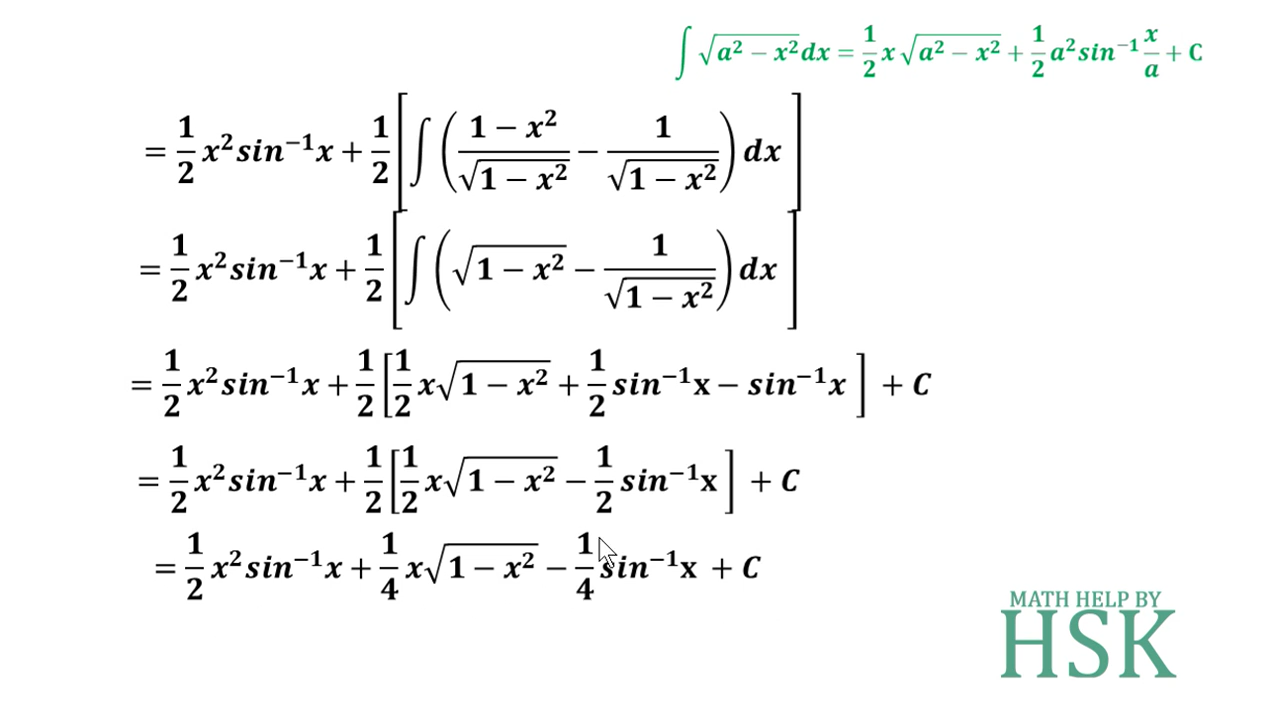 ∫ √(a² − x²) dx = 1/2 x√(a² − x²) + 1/2 a² sin⁻¹ x/a + C
= 1/2 x² sin⁻¹x + 1/2 [∫ ((1 − x²)/√(1 − x²) − 1/√(1 − x²)) dx]
= 1/2 x² sin⁻¹x + 1/2 [∫ (√(1 − x²) − 1/√(1 − x²)) dx]
= 1/2 x² sin⁻¹x + 1/2 [1/2 x√(1 − x²) + 1/2 sin⁻¹x − sin⁻¹x ] + C
= 1/2 x² sin⁻¹x + 1/2 [1/2 x√(1 − x²) − 1/2 sin⁻¹x] + C
= 1/2 x² sin⁻¹x + 1/4 x√(1 − x²) − 1/4 sin⁻¹x + C
MATH HELP BY
HSK